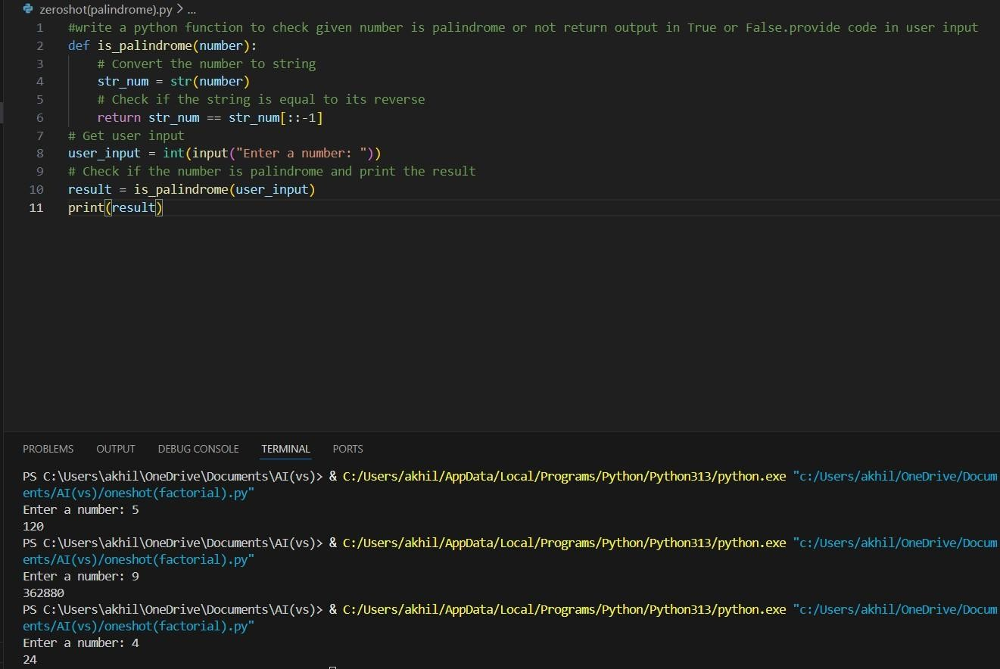 zeroshot(palindrome).py > ...
1 #write a python function to check given number is palindrome or not return output in True or False.provide code in user input
2 def is_palindrome(number):
3     # Convert the number to string
4     str_num = str(number)
5     # Check if the string is equal to its reverse
6     return str_num == str_num[::-1]
7 # Get user input
8 user_input = int(input("Enter a number: "))
9 # Check if the number is palindrome and print the result
10 result = is_palindrome(user_input)
11 print(result)
PROBLEMS OUTPUT DEBUG CONSOLE TERMINAL PORTS
PS C:\Users\akhil\OneDrive\Documents\AI(vs)> & C:/Users/akhil/AppData/Local/Programs/Python/Python313/python.exe "c:/Users/akhil/OneDrive/Docum
ents/AI(vs)/oneshot(factorial).py"
Enter a number: 5
120
PS C:\Users\akhil\OneDrive\Documents\AI(vs)> & C:/Users/akhil/AppData/Local/Programs/Python/Python313/python.exe "c:/Users/akhil/OneDrive/Docum
ents/AI(vs)/oneshot(factorial).py"
Enter a number: 9
362880
PS C:\Users\akhil\OneDrive\Documents\AI(vs)> & C:/Users/akhil/AppData/Local/Programs/Python/Python313/python.exe "c:/Users/akhil/OneDrive/Docum
ents/AI(vs)/oneshot(factorial).py"
Enter a number: 4
24